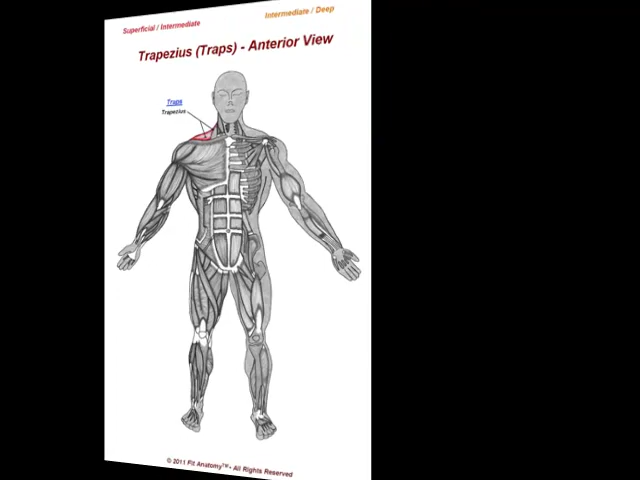 Superficial / Intermediate
Intermediate / Deep
Trapezius (Traps) - Anterior View
Traps
Trapezius
© 2011 Fit Anatomy™ - All Rights Reserved